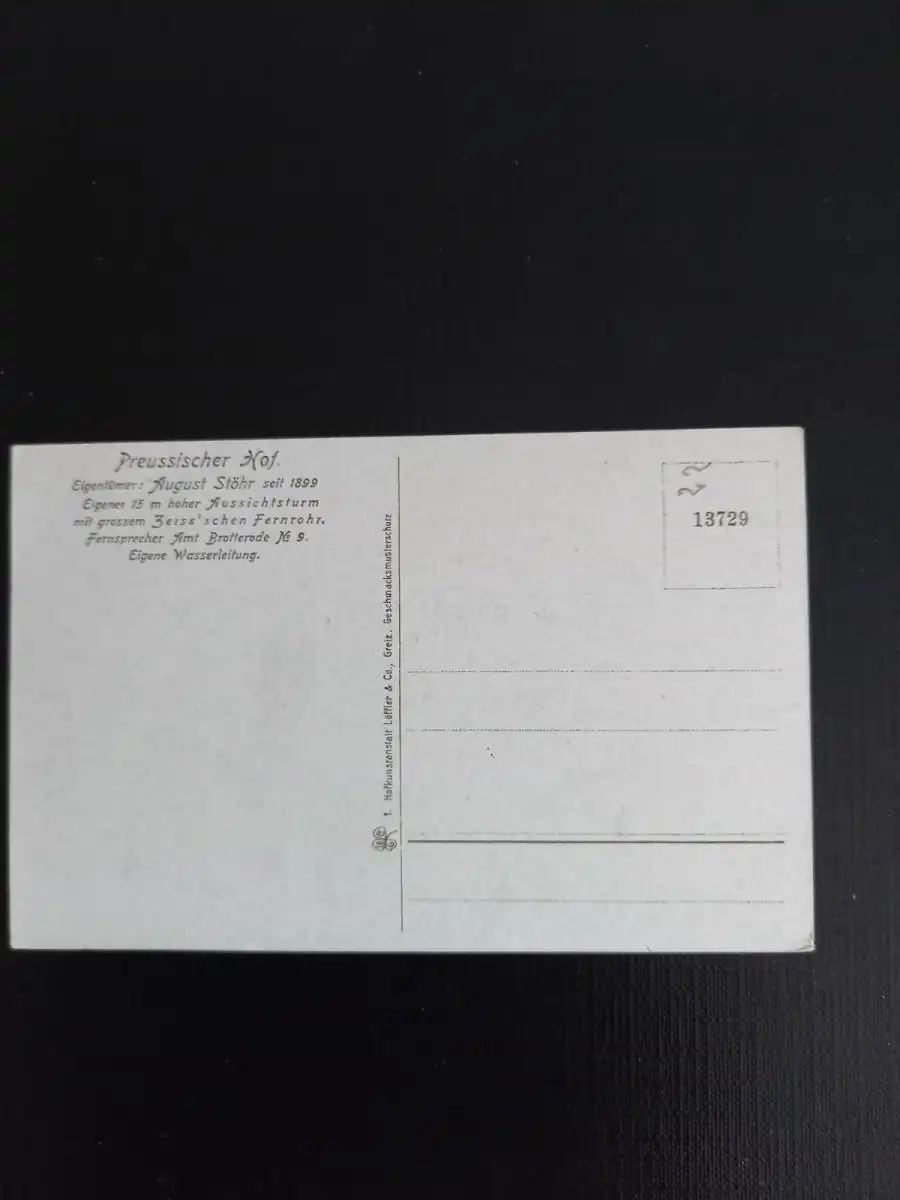 Preussischer Hof.
Eigentümer: August Stöhr seit 1899
Eigener 15 m hoher Aussichtsturm
mit grossem Zeiss'schen Fernrohr.
Fernsprecher Amt Brotterode № 9.
Eigene Wasserleitung.
1. Hofkunstanstalt Löffler & Co., Greiz. Geschmacksmusterschutz
13729